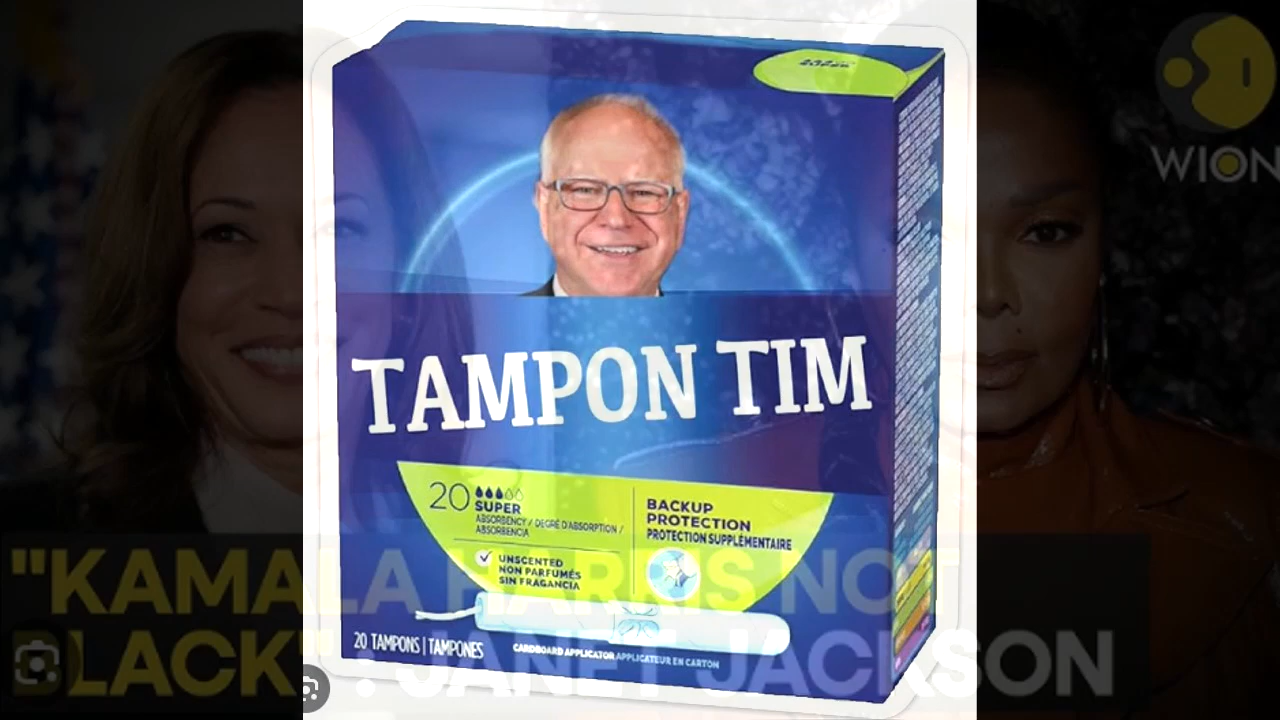 WION
TAMPON TIM
20
SUPER
ABSORBENCY / DEGRÉ D'ABSORPTION /
ABSORBENCIA
BACKUP
PROTECTION
PROTECTION SUPPLÉMENTAIRE
UNSCENTED
NON PARFUMÉS
SIN FRAGANCIA
20 TAMPONS | TAMPONES
CARDBOARD APPLICATOR APPLICATEUR EN CARTON
"KAMALA HARRIS NOT
BLACK" : JANET JACKSON